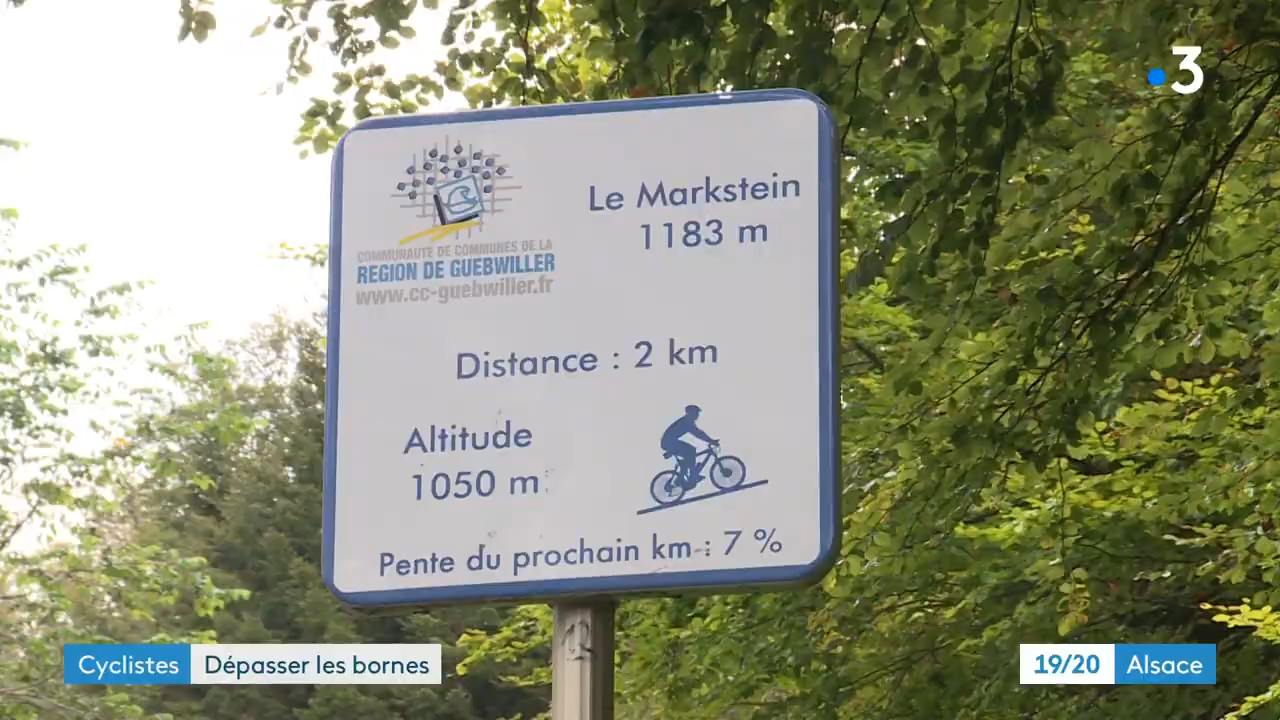 3
COMMUNAUTE DE COMMUNES DE LA
REGION DE GUEBWILLER
www.cc-guebwiller.fr
Le Markstein
1183 m
Distance : 2 km
Altitude
1050 m
Pente du prochain km : 7 %
Cyclistes Dépasser les bornes
19/20 Alsace